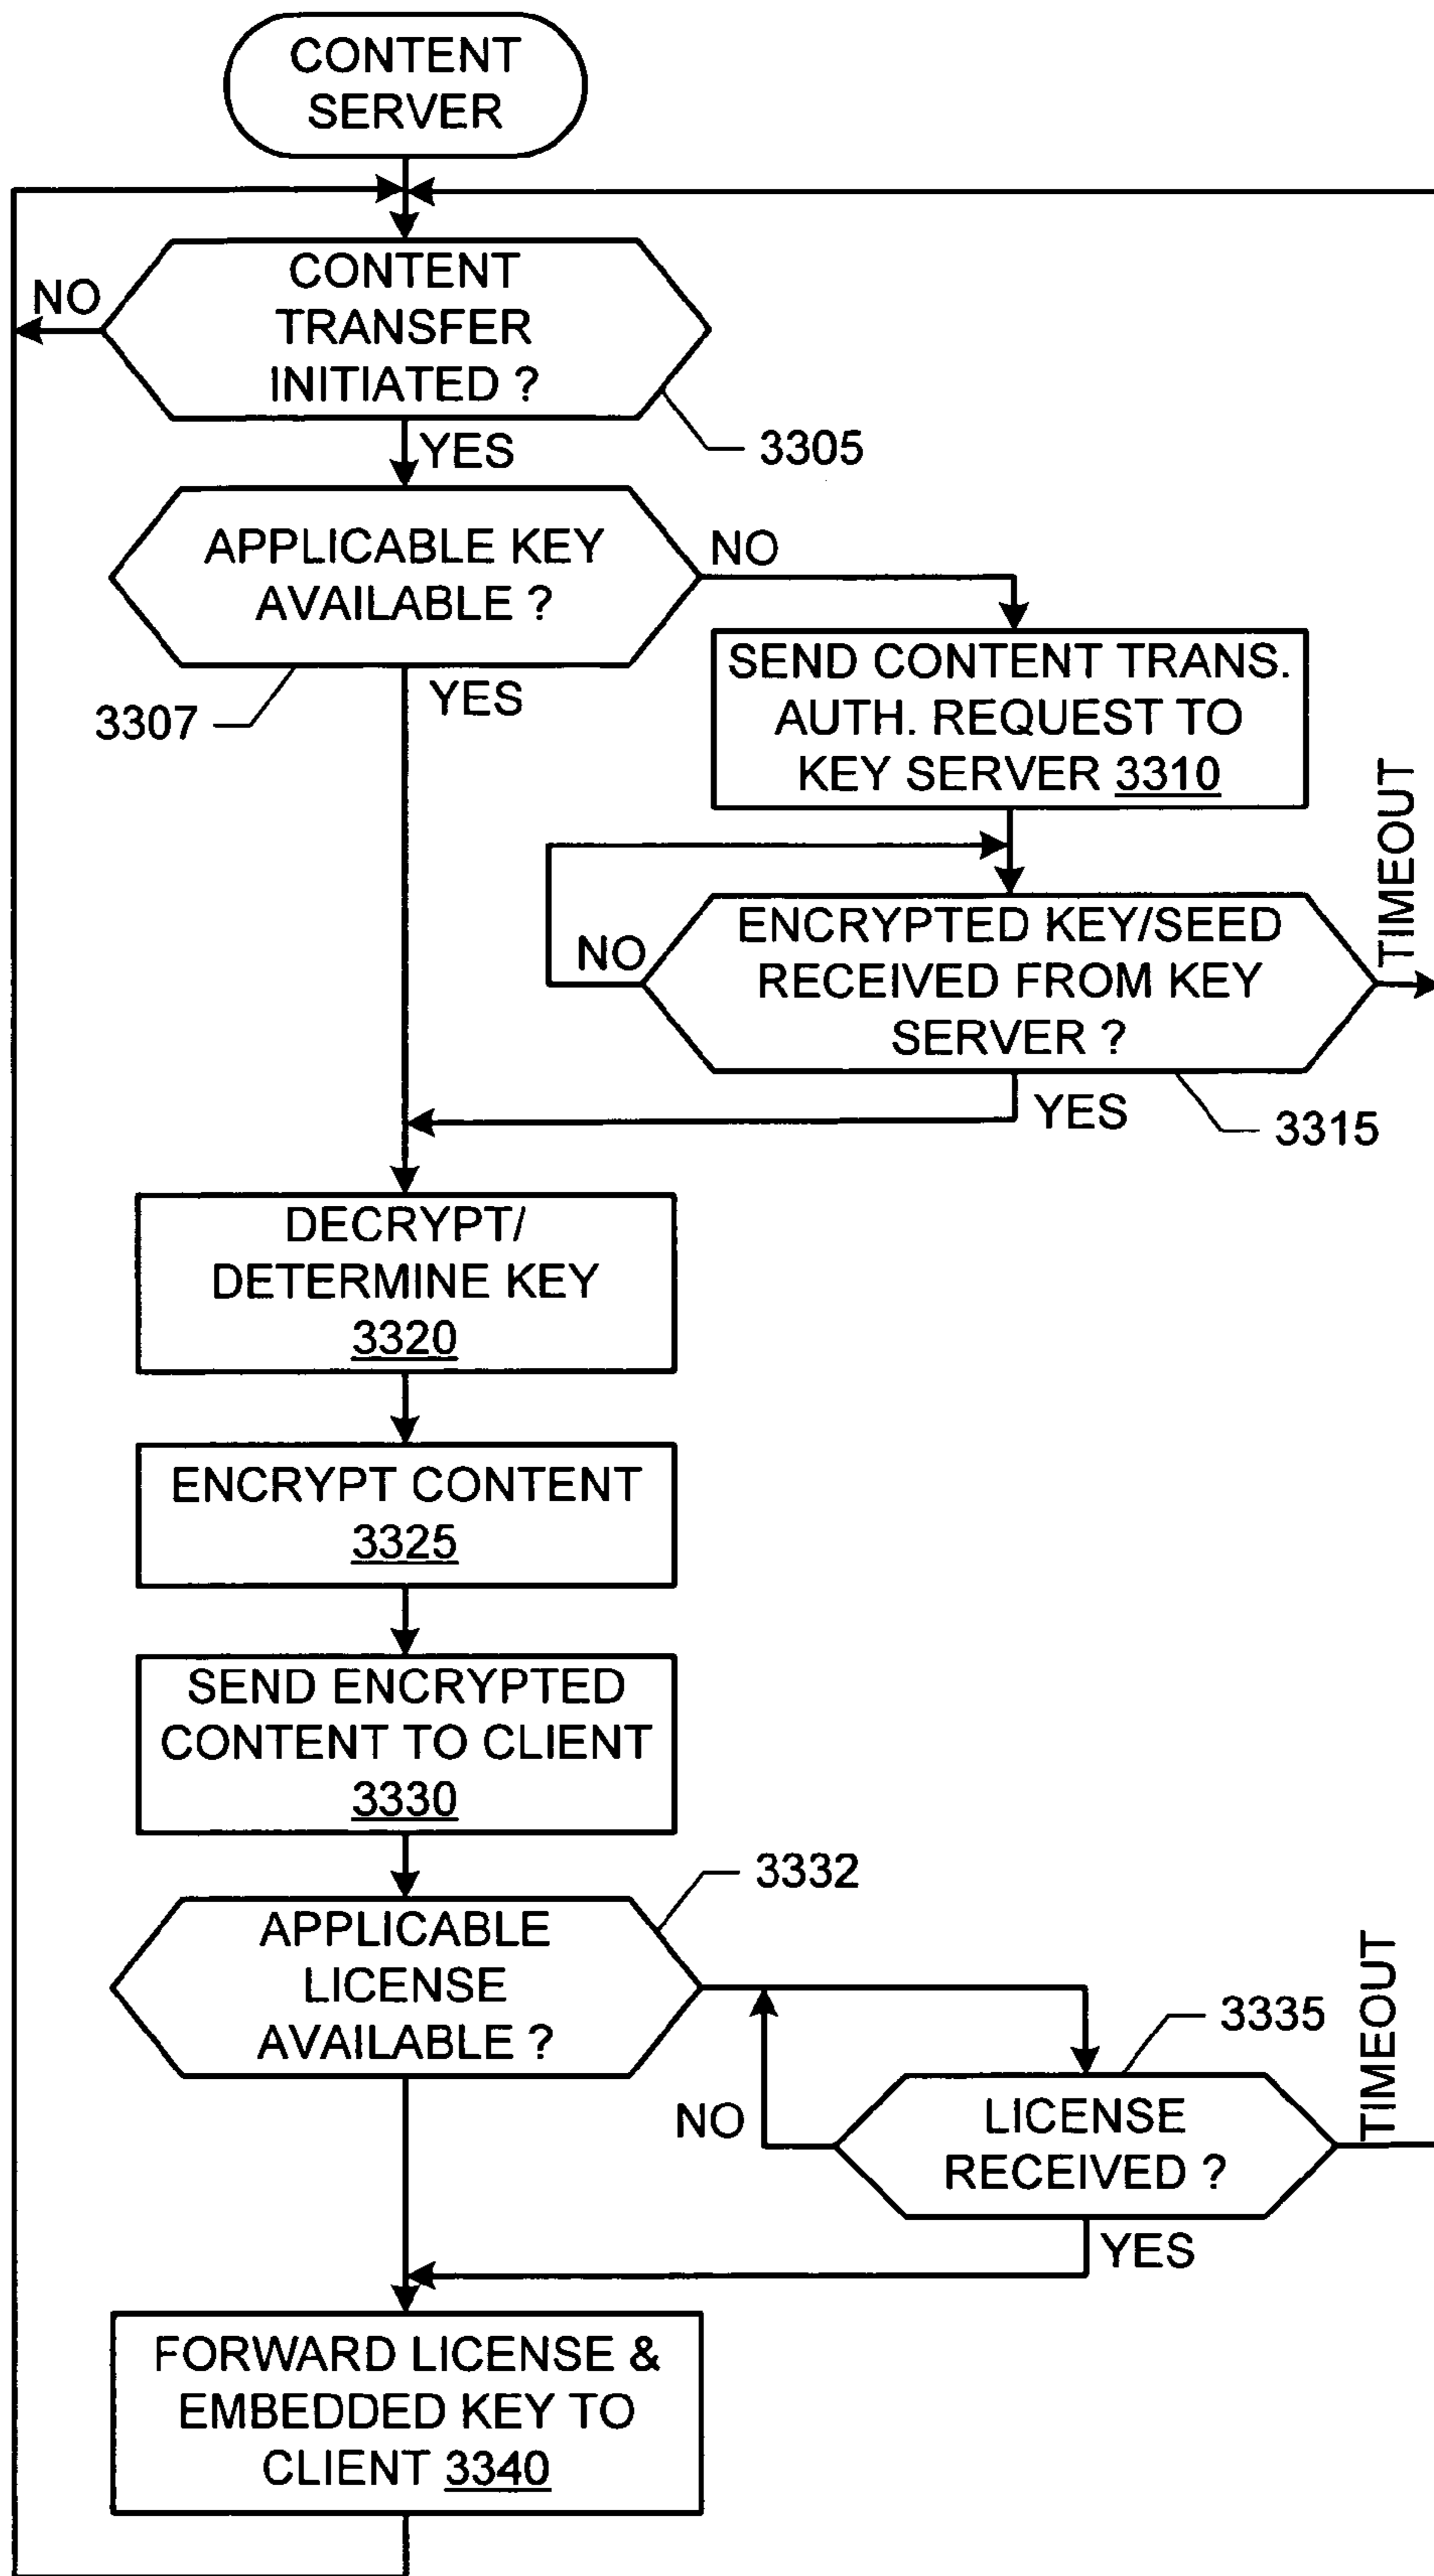 CONTENT
SERVER
CONTENT
TRANSFER
INITIATED ?
NO
3305
YES
APPLICABLE KEY
AVAILABLE ?
NO
3307
YES
SEND CONTENT TRANS.
AUTH. REQUEST TO
KEY SERVER 3310
TIMEOUT
ENCRYPTED KEY/SEED
RECEIVED FROM KEY
SERVER ?
NO
YES
3315
DECRYPT/
DETERMINE KEY
3320
ENCRYPT CONTENT
3325
SEND ENCRYPTED
CONTENT TO CLIENT
3330
3332
APPLICABLE
LICENSE
AVAILABLE ?
3335
TIMEOUT
LICENSE
RECEIVED ?
NO
YES
FORWARD LICENSE &
EMBEDDED KEY TO
CLIENT 3340